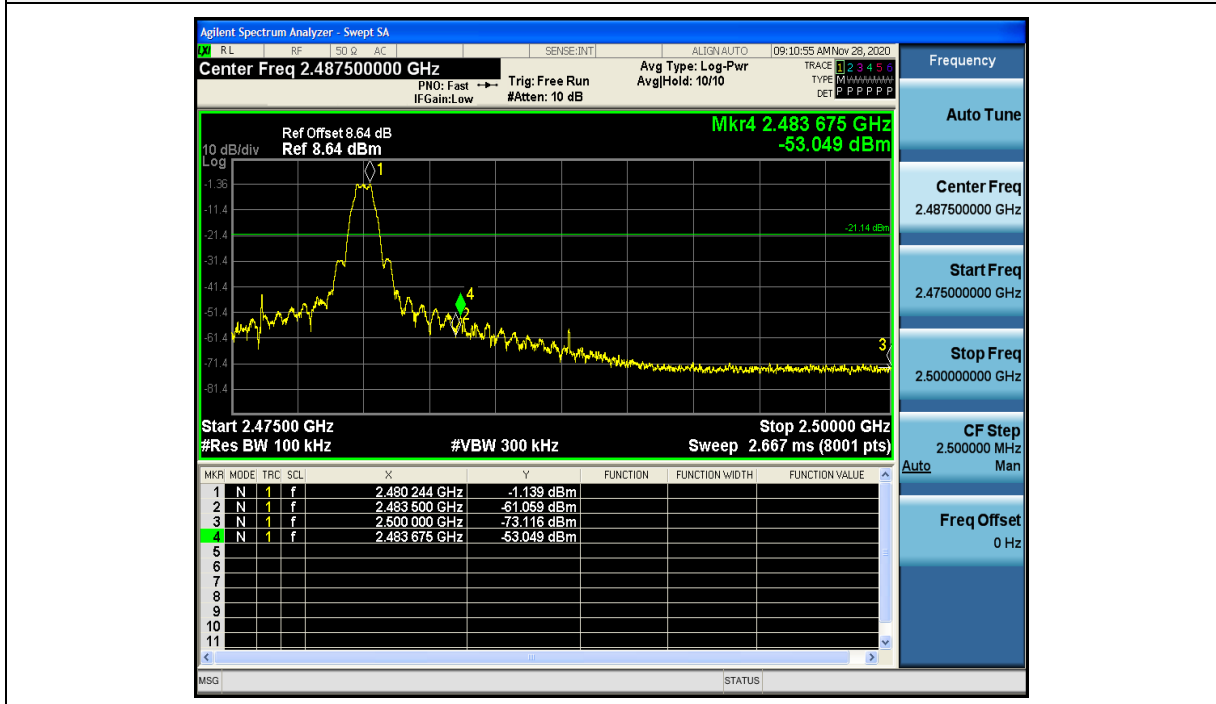 Agilent Spectrum Analyzer - Swept SA
LXI RL RF 50 Ω AC SENSE:INT ALIGN AUTO 09:10:55 AM Nov 28, 2020
Center Freq 2.487500000 GHz
PNO: Fast
IFGain:Low
Trig: Free Run
#Atten: 10 dB
Avg Type: Log-Pwr
Avg|Hold: 10/10
TRACE 1 2 3 4 5 6
TYPE MWWWWW
DET P P P P P P
Mkr4 2.483 675 GHz
-53.049 dBm
Ref Offset 8.64 dB
10 dB/div Ref 8.64 dBm
Log
-1.36
-11.4
-21.4
-31.4
-41.4
-51.4
-61.4
-71.4
-81.4
1
-21.14 dBm
4
2
3
Start 2.47500 GHz Stop 2.50000 GHz
#Res BW 100 kHz #VBW 300 kHz Sweep 2.667 ms (8001 pts)
MKR MODE TRC SCL X Y FUNCTION FUNCTION WIDTH FUNCTION VALUE
1 N 1 f 2.480 244 GHz -1.139 dBm
2 N 1 f 2.483 500 GHz -61.059 dBm
3 N 1 f 2.500 000 GHz -73.116 dBm
4 N 1 f 2.483 675 GHz -53.049 dBm
5
6
7
8
9
10
11
MSG STATUS
Frequency
Auto Tune
Center Freq
2.487500000 GHz
Start Freq
2.475000000 GHz
Stop Freq
2.500000000 GHz
CF Step
2.500000 MHz
Auto Man
Freq Offset
0 Hz